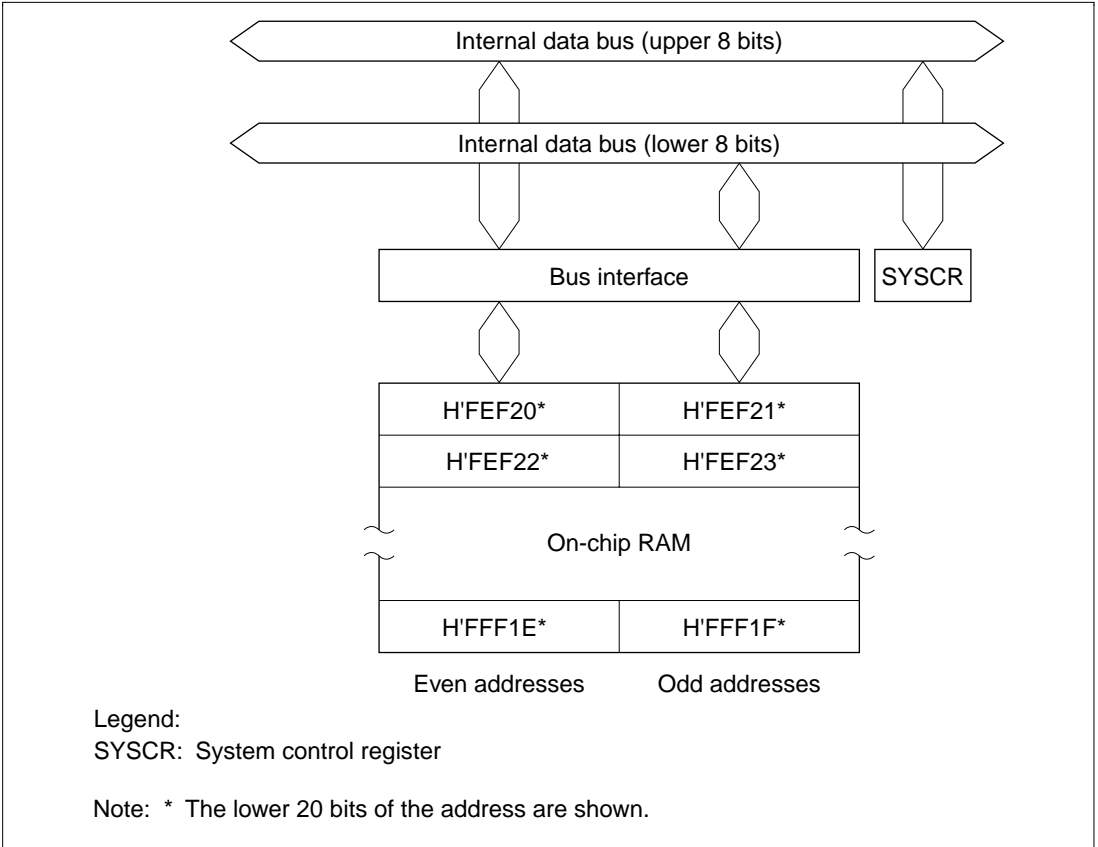 Internal data bus (upper 8 bits)
Internal data bus (lower 8 bits)
Bus interface
SYSCR
H'FEF20*
H'FEF21*
H'FEF22*
H'FEF23*
On-chip RAM
H'FFF1E*
H'FFF1F*
Even addresses
Odd addresses
Legend:
SYSCR: System control register
Note: * The lower 20 bits of the address are shown.